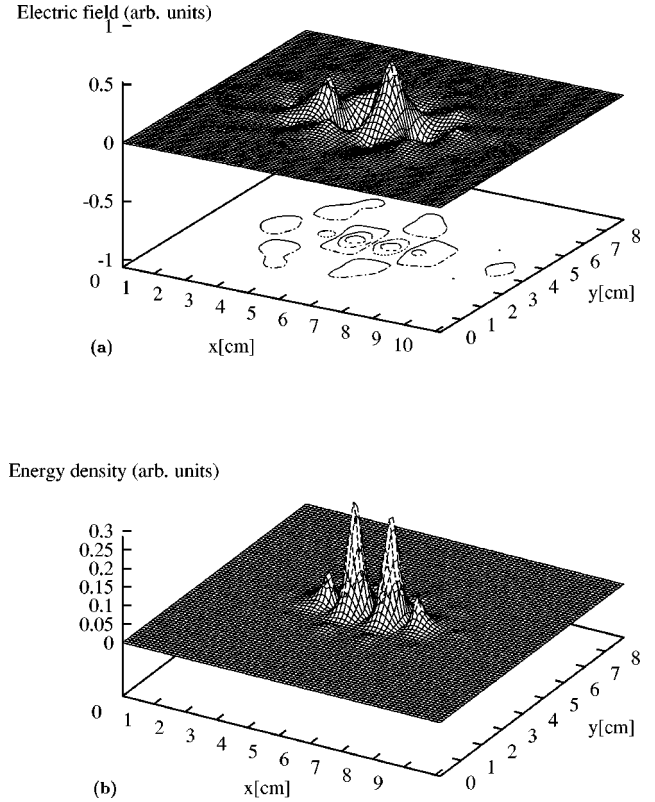 Electric field (arb. units)
1
0.5
0
-0.5
-1
0
1 2 3 4 5 6 7 8 9 10
x[cm]
0 1 2 3 4 5 6 7 8
y[cm]
(a)
Energy density (arb. units)
0.3
0.25
0.2
0.15
0.1
0.05
0
0
1 2 3 4 5 6 7 8 9
x[cm]
0 1 2 3 4 5 6 7 8
y[cm]
(b)